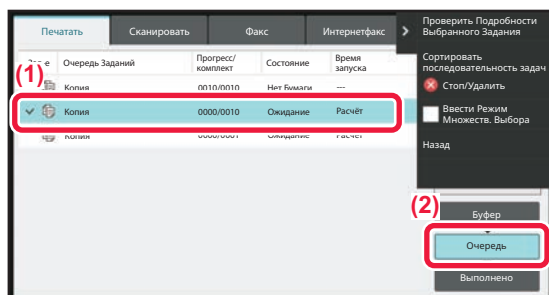 Печатать
Сканировать
Факс
Интернетфакс
Проверить Подробности
Выбранного Задания
Сортировать
последовательность задач
Стоп/Удалить
Ввести Режим
Множеств. Выбора
Назад
Очередь Заданий
Прогресс/
комплект
Состояние
Время
запуска
(1)
Копия 0010/0010 Нет Бумаги ---
Копия 0000/0010 Ожидание Расчёт
Копия 0000/0001 Ожидание Расчёт
(2)
Буфер
Очередь
Выполнено